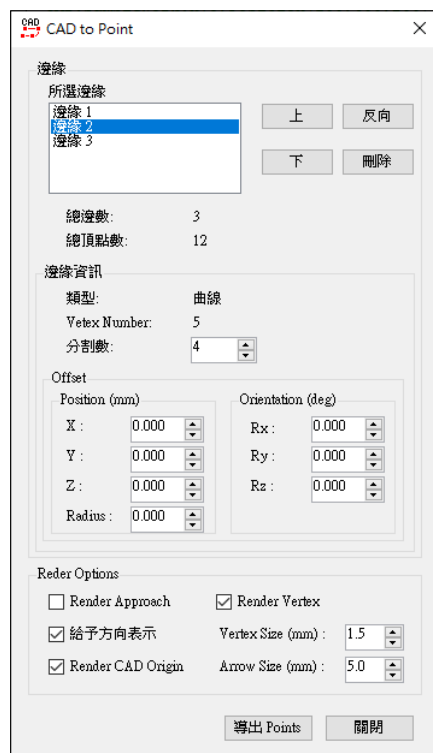 CAD CAD to Point
邊緣
所選邊緣
邊緣 1
邊緣 2
邊緣 3
上
反向
下
刪除
總邊數: 3
總頂點數: 12
邊緣資訊
類型: 曲線
Vetex Number: 5
分割數: 4
Offset
Position (mm)
X : 0.000
Y : 0.000
Z : 0.000
Radius : 0.000
Orientation (deg)
Rx : 0.000
Ry : 0.000
Rz : 0.000
Reder Options
Render Approach
Render Vertex
給予方向表示
Vertex Size (mm) : 1.5
Render CAD Origin
Arrow Size (mm) : 5.0
導出 Points
關閉